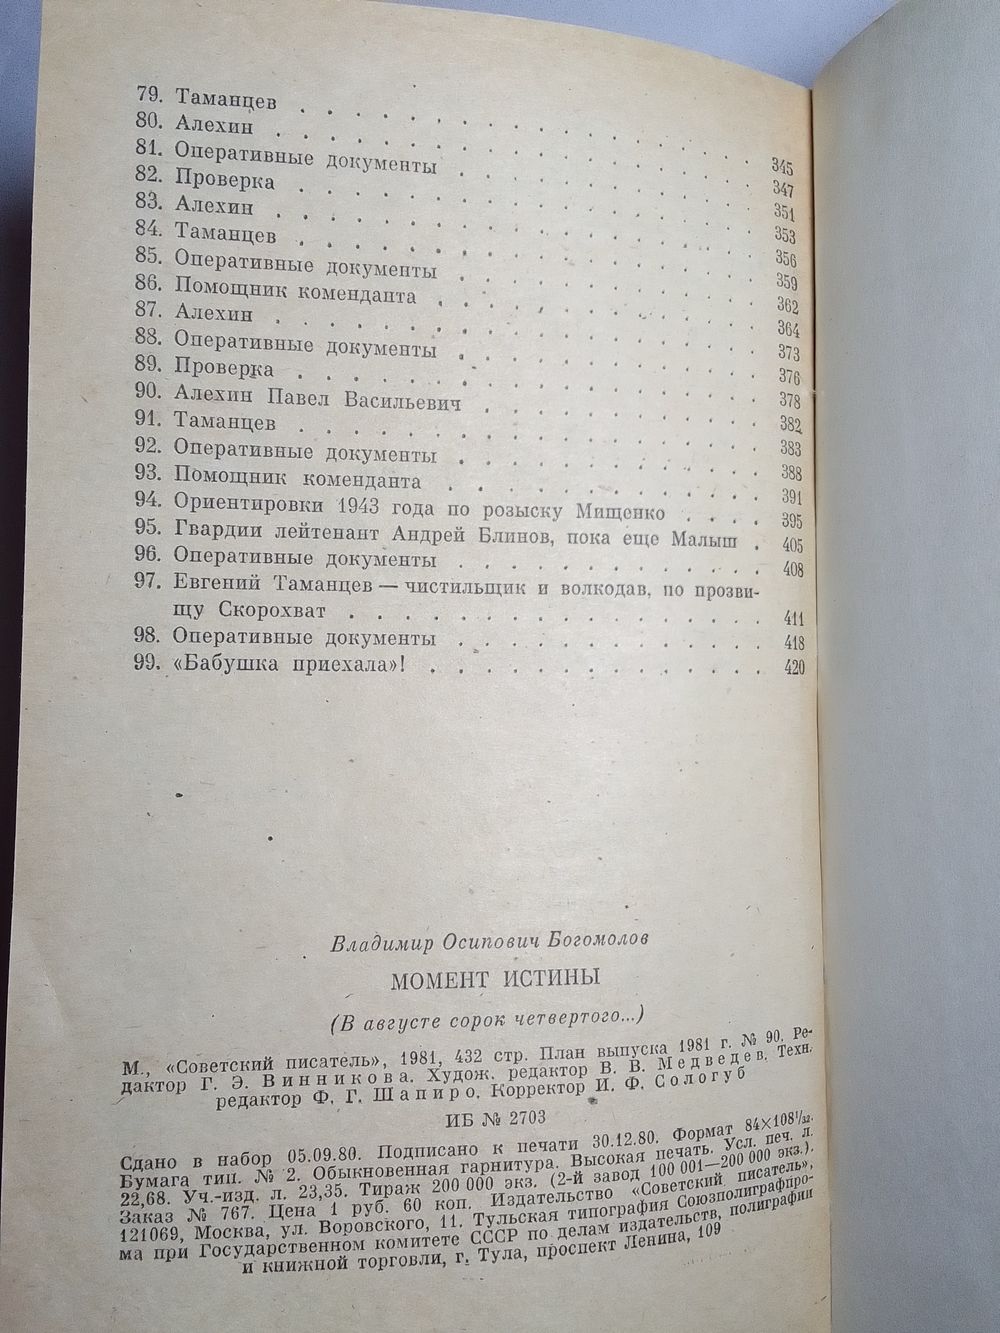 79. Таманцев . . . 345
80. Алехин . . . 347
81. Оперативные документы . . . 351
82. Проверка . . . 353
83. Алехин . . . 356
84. Таманцев . . . 359
85. Оперативные документы . . . 362
86. Помощник коменданта . . . 364
87. Алехин . . . 373
88. Оперативные документы . . . 376
89. Проверка . . . 378
90. Алехин Павел Васильевич . . . 382
91. Таманцев . . . 383
92. Оперативные документы . . . 388
93. Помощник коменданта . . . 391
94. Ориентировки 1943 года по розыску Мищенко . . . . 395
95. Гвардии лейтенант Андрей Блинов, пока еще Малыш . 405
96. Оперативные документы . . . 408
97. Евгений Таманцев — чистильщик и волкодав, по прозви-
щу Скорохват . . . 411
98. Оперативные документы . . . 418
99. «Бабушка приехала»! . . . 420
Владимир Осипович Богомолов
МОМЕНТ ИСТИНЫ
(В августе сорок четвертого...)
М., «Советский писатель», 1981, 432 стр. План выпуска 1981 г. № 90. Ре-
дактор Г. Э. Винникова. Худож. редактор В. В. Медведев. Техн.
редактор Ф. Г. Шапиро. Корректор И. Ф. Сологуб
ИБ № 2703
Сдано в набор 05.09.80. Подписано к печати 30.12.80. Формат 84×108¹/₃₂.
Бумага тип. № 2. Обыкновенная гарнитура. Высокая печать. Усл. печ. л.
22,68. Уч.-изд. л. 23,35. Тираж 200 000 экз. (2-й завод 100 001—200 000 экз.).
Заказ № 767. Цена 1 руб. 60 коп. Издательство «Советский писатель»,
121069, Москва, ул. Воровского, 11. Тульская типография Союзполиграфпро-
ма при Государственном комитете СССР по делам издательств, полиграфии
и книжной торговли, г. Тула, проспект Ленина, 109